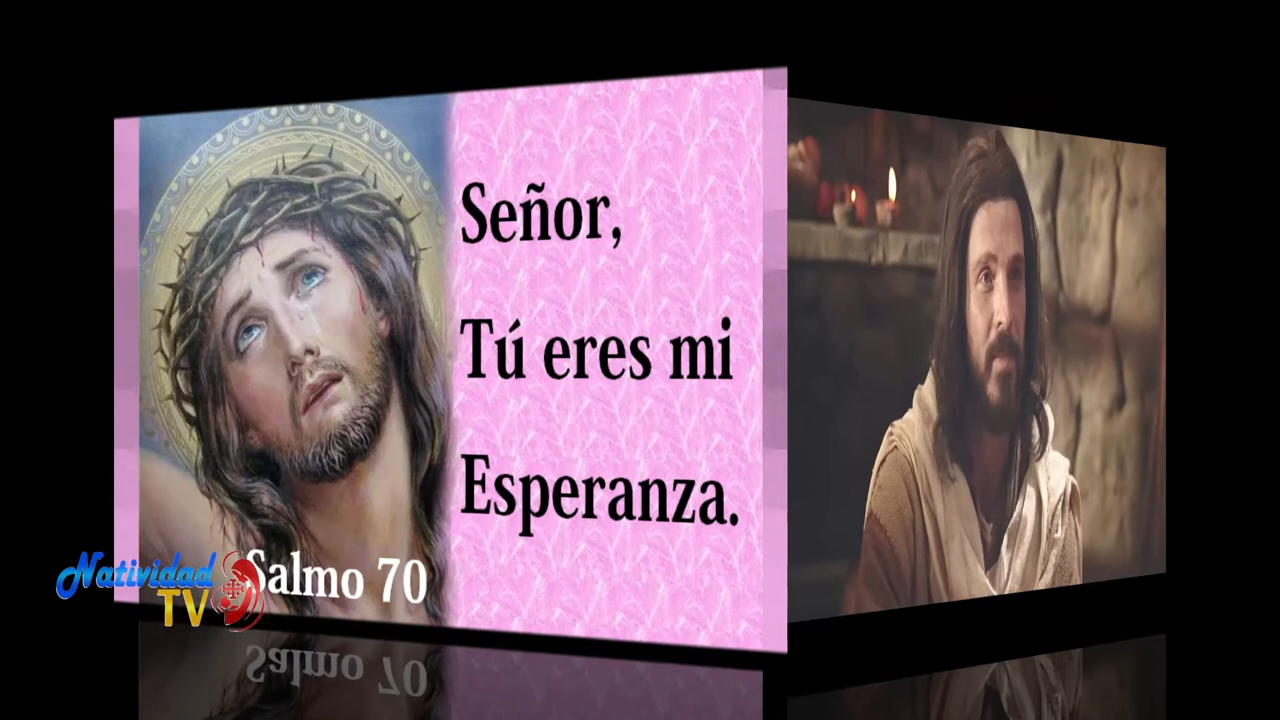 Señor,
Tú eres mi
Esperanza.
Salmo 70
Natividad
TV